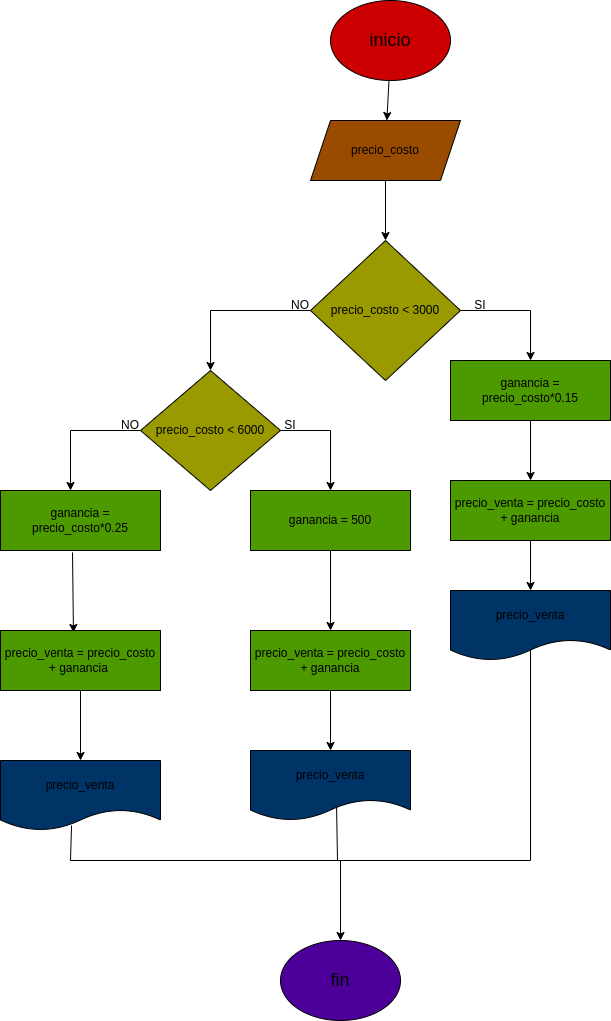 inicio
precio_costo
precio_costo < 3000
NO
SI
ganancia =
precio_costo*0.15
precio_costo < 6000
NO
SI
precio_venta = precio_costo
+ ganancia
ganancia =
precio_costo*0.25
ganancia = 500
precio_venta
precio_venta = precio_costo
+ ganancia
precio_venta = precio_costo
+ ganancia
precio_venta
precio_venta
fin